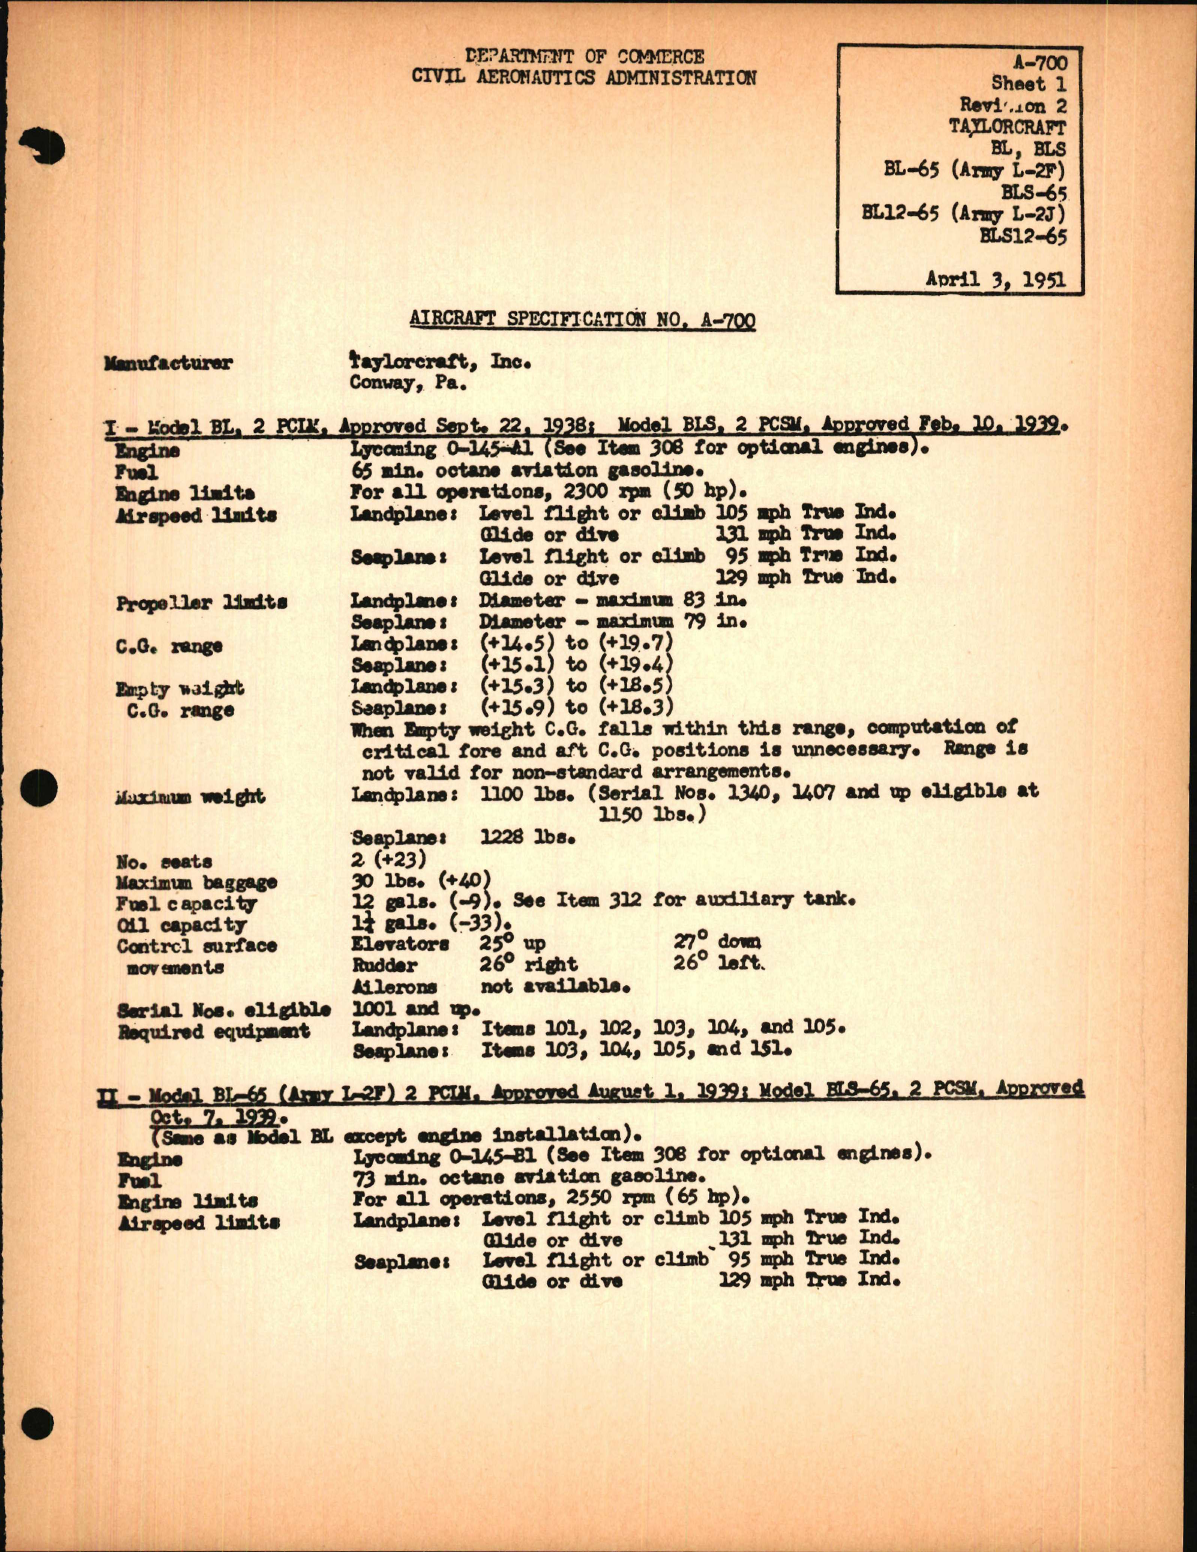 DEPARTMENT OF COMMERCE
CIVIL AERONAUTICS ADMINISTRATION
A-700
Sheet 1
Revision 2
TAYLORCRAFT
BL, BLS
BL-65 (Army L-2F)
BLS-65
BL12-65 (Army L-2J)
BLS12-65
April 3, 1951
AIRCRAFT SPECIFICATION NO. A-700
Manufacturer Taylorcraft, Inc.
Conway, Pa.
I - Model BL, 2 PCLM, Approved Sept. 22, 1938; Model BLS, 2 PCSM, Approved Feb. 10, 1939.
Engine Lycoming O-145-A1 (See Item 308 for optional engines).
Fuel 65 min. octane aviation gasoline.
Engine limits For all operations, 2300 rpm (50 hp).
Airspeed limits Landplane: Level flight or climb 105 mph True Ind.
Glide or dive 131 mph True Ind.
Seaplane: Level flight or climb 95 mph True Ind.
Glide or dive 129 mph True Ind.
Propeller limits Landplane: Diameter - maximum 83 in.
Seaplane: Diameter - maximum 79 in.
C.G. range Landplane: (+14.5) to (+19.7)
Seaplane: (+15.1) to (+19.4)
Empty weight Landplane: (+15.3) to (+18.5)
C.G. range Seaplane: (+15.9) to (+18.3)
When Empty weight C.G. falls within this range, computation of
critical fore and aft C.G. positions is unnecessary. Range is
not valid for non-standard arrangements.
Maximum weight Landplane: 1100 lbs. (Serial Nos. 1340, 1407 and up eligible at
1150 lbs.)
Seaplane: 1228 lbs.
No. seats 2 (+23)
Maximum baggage 30 lbs. (+40)
Fuel capacity 12 gals. (-9). See Item 312 for auxiliary tank.
Oil capacity 1¼ gals. (-33).
Control surface Elevators 25° up 27° down
movements Rudder 26° right 26° left.
Ailerons not available.
Serial Nos. eligible 1001 and up.
Required equipment Landplane: Items 101, 102, 103, 104, and 105.
Seaplane: Items 103, 104, 105, and 151.
II - Model BL-65 (Army L-2F) 2 PCLM, Approved August 1, 1939; Model BLS-65, 2 PCSM, Approved
Oct. 7, 1939.
(Same as Model BL except engine installation).
Engine Lycoming O-145-B1 (See Item 308 for optional engines).
Fuel 73 min. octane aviation gasoline.
Engine limits For all operations, 2550 rpm (65 hp).
Airspeed limits Landplane: Level flight or climb 105 mph True Ind.
Glide or dive 131 mph True Ind.
Seaplane: Level flight or climb 95 mph True Ind.
Glide or dive 129 mph True Ind.